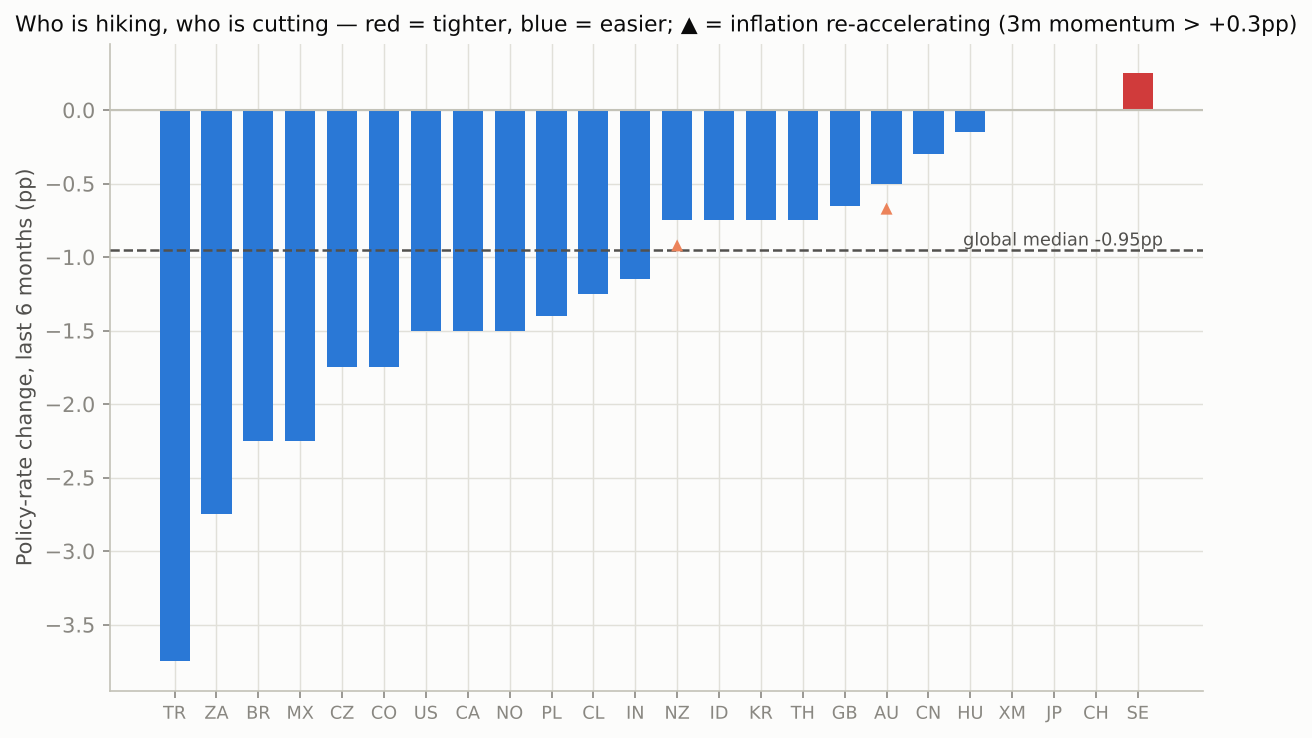 Who is hiking, who is cutting — red = tighter, blue = easier; ▲ = inflation re-accelerating (3m momentum > +0.3pp)
Policy-rate change, last 6 months (pp)
0.0
−0.5
−1.0
−1.5
−2.0
−2.5
−3.0
−3.5
global median -0.95pp
TR ZA BR MX CZ CO US CA NO PL CL IN NZ ID KR TH GB AU CN HU XM JP CH SE